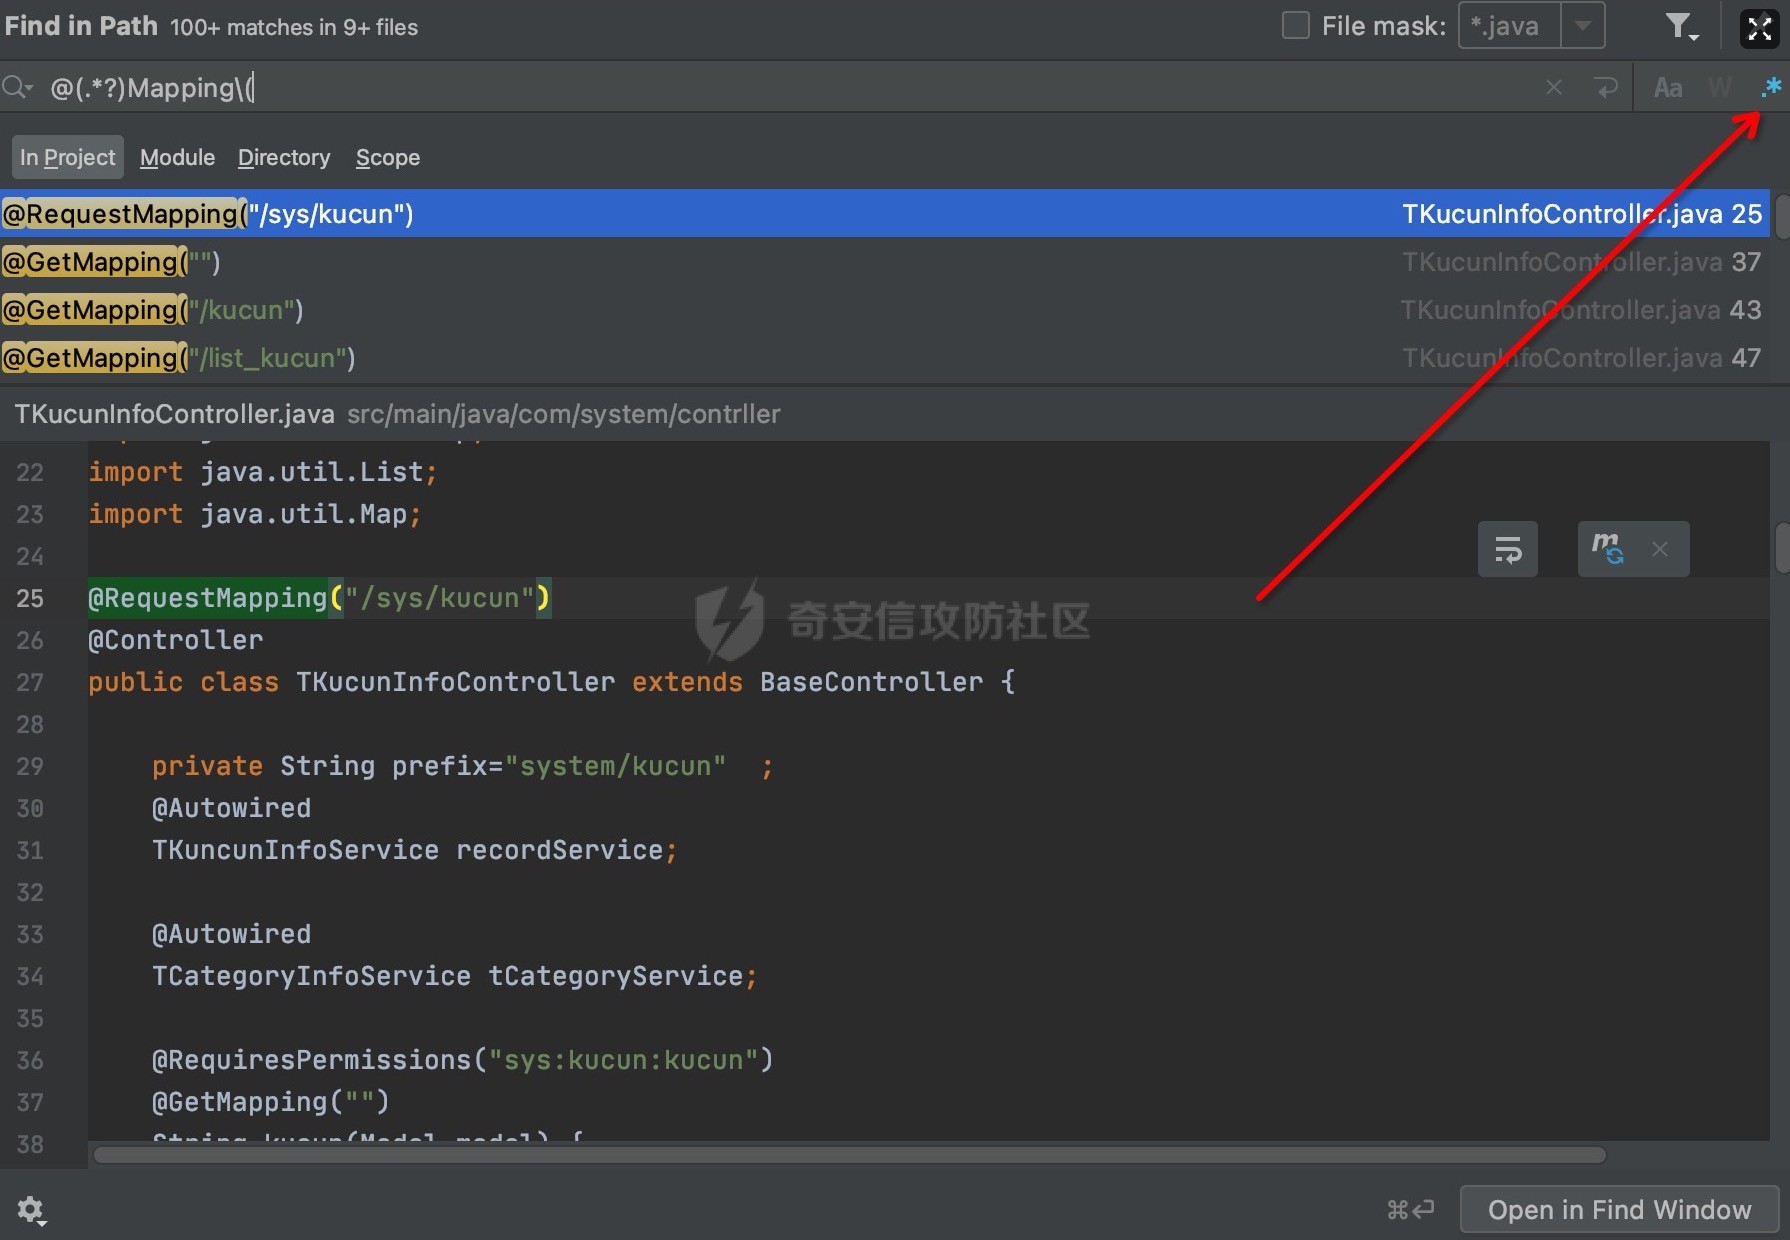 Find in Path 100+ matches in 9+ files File mask: *.java
@(.*?)Mapping\( Aa W .*
In Project Module Directory Scope
@RequestMapping("/sys/kucun") TKucunInfoController.java 25
@GetMapping("") TKucunInfoController.java 37
@GetMapping("/kucun") TKucunInfoController.java 43
@GetMapping("/list_kucun") TKucunInfoController.java 47
TKucunInfoController.java src/main/java/com/system/contrller
22 import java.util.List;
23 import java.util.Map;
24
25 @RequestMapping("/sys/kucun")
奇安信攻防社区
26 @Controller
27 public class TKucunInfoController extends BaseController {
28
29 private String prefix="system/kucun" ;
30 @Autowired
31 TKuncunInfoService recordService;
32
33 @Autowired
34 TCategoryInfoService tCategoryService;
35
36 @RequiresPermissions("sys:kucun:kucun")
37 @GetMapping("")
38 String kucun(Model model) {
⌘↩ Open in Find Window